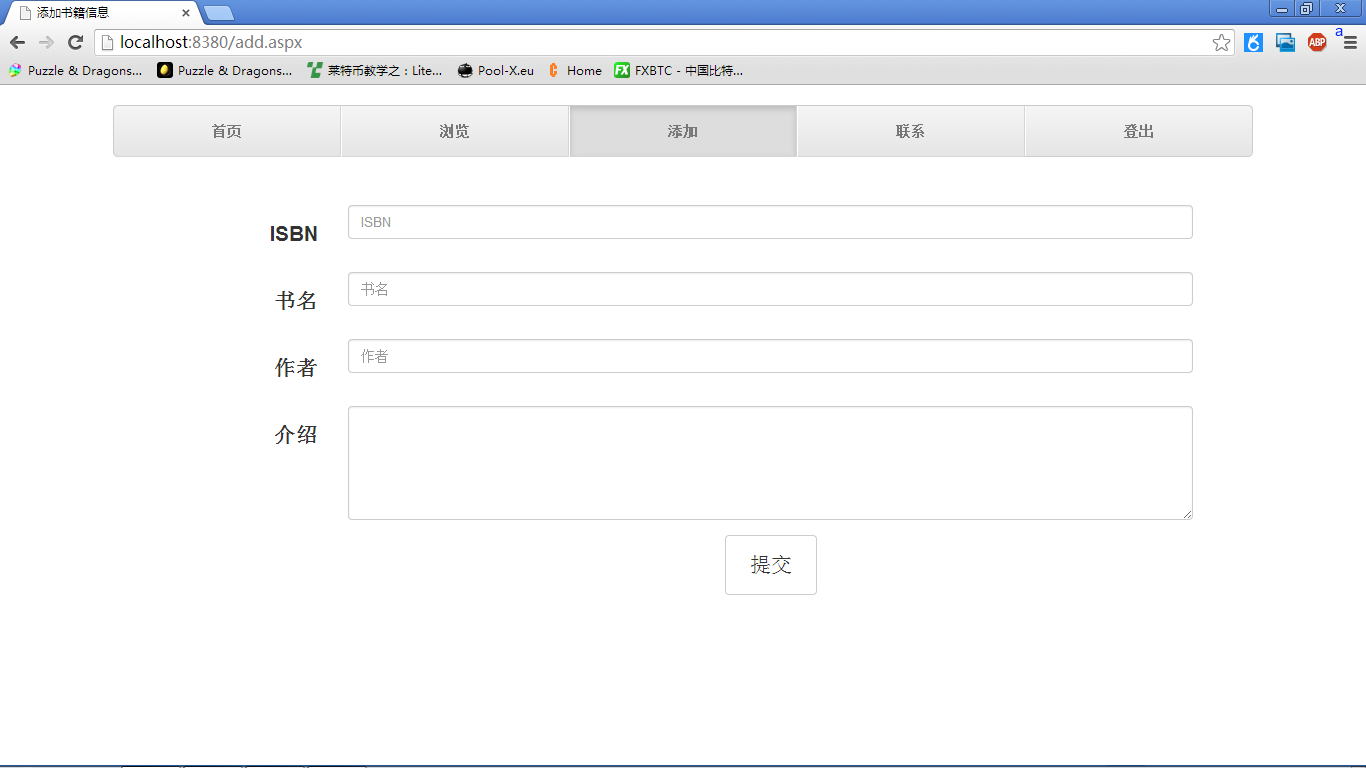 添加书籍信息
localhost:8380/add.aspx
ABP
a
Puzzle & Dragons...
Puzzle & Dragons...
莱特币教学之：Lite...
Pool-X.eu
Home
FX
FXBTC - 中国比特...
首页
浏览
添加
联系
登出
ISBN
ISBN
书名
书名
作者
作者
介绍
提交